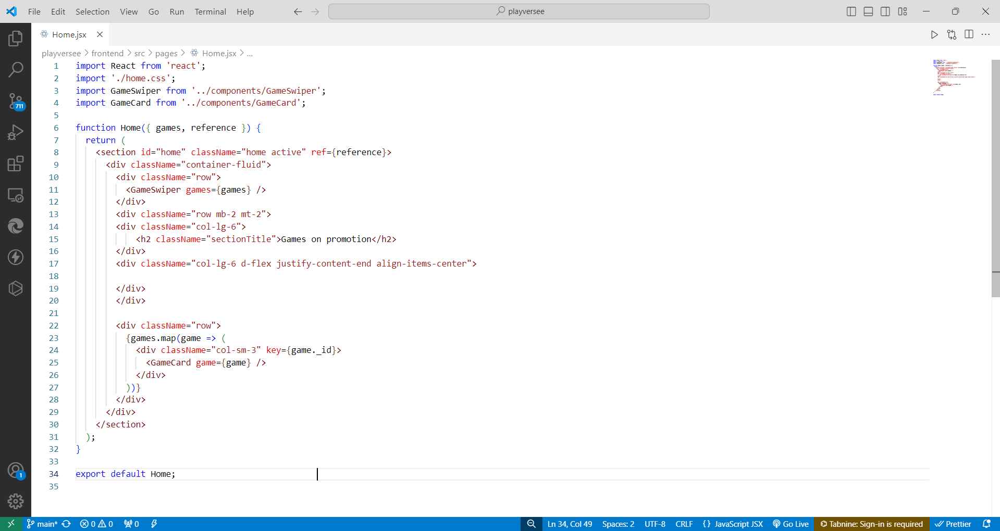 File Edit Selection View Go Run Terminal Help playversee
Home.jsx
playversee > frontend > src > pages > Home.jsx > ...
1 import React from 'react';
2 import './home.css';
3 import GameSwiper from '../components/GameSwiper';
4 import GameCard from '../components/GameCard';
5
6 function Home({ games, reference }) {
7 return (
8 <section id="home" className="home active" ref={reference}>
9 <div className="container-fluid">
10 <div className="row">
11 <GameSwiper games={games} />
12 </div>
13 <div className="row mb-2 mt-2">
14 <div className="col-lg-6">
15 <h2 className="sectionTitle">Games on promotion</h2>
16 </div>
17 <div className="col-lg-6 d-flex justify-content-end align-items-center">
18
19 </div>
20 </div>
21
22 <div className="row">
23 {games.map(game => (
24 <div className="col-sm-3" key={game._id}>
25 <GameCard game={game} />
26 </div>
27 ))}
28 </div>
29 </div>
30 </section>
31 );
32 }
33
34 export default Home;
35
711
1
main* 0 0 0 Ln 34, Col 49 Spaces: 2 UTF-8 CRLF {} JavaScript JSX Go Live Tabnine: Sign-in is required Prettier